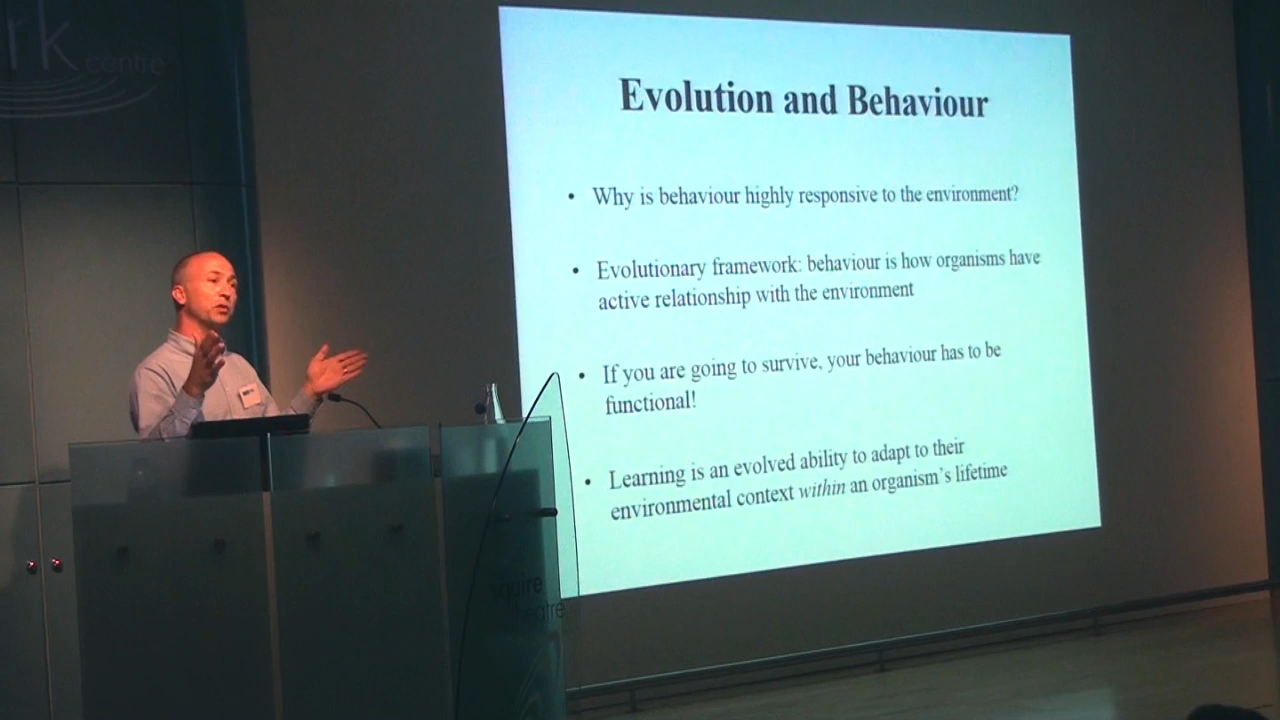 rk
centre
Evolution and Behaviour
• Why is behaviour highly responsive to the environment?
• Evolutionary framework: behaviour is how organisms have
active relationship with the environment
• If you are going to survive, your behaviour has to be
functional!
• Learning is an evolved ability to adapt to their
environmental context within an organism's lifetime